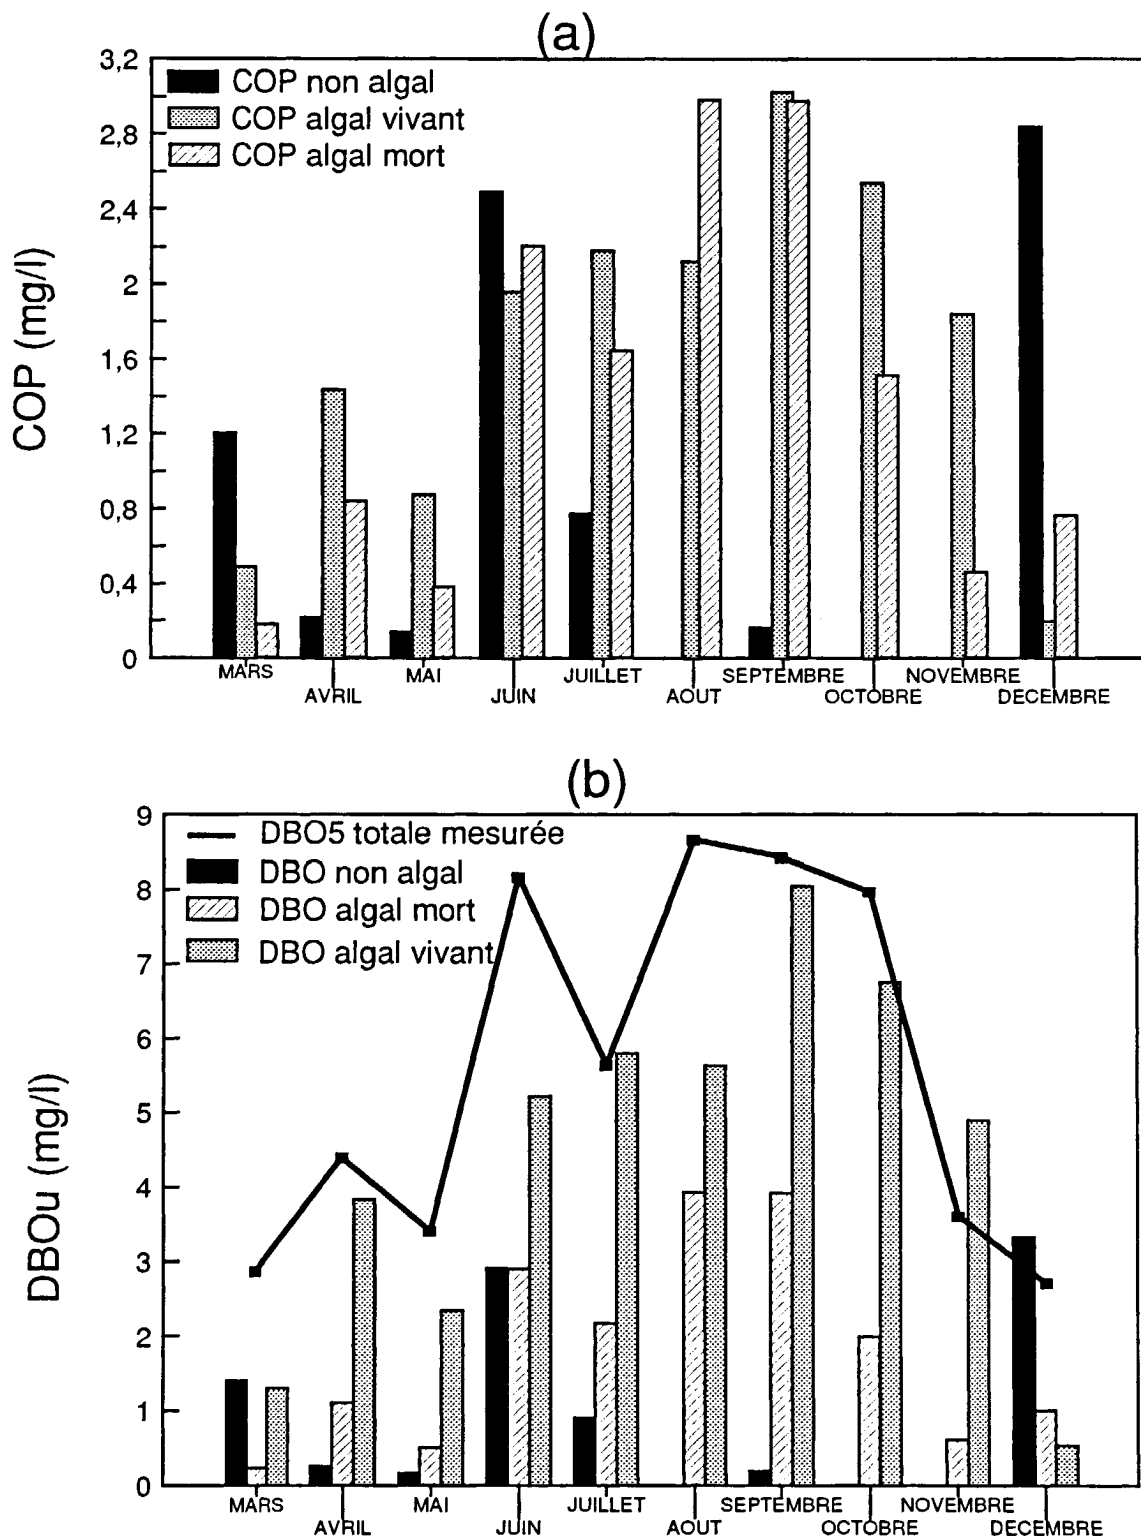 (a)
3,2
COP non algal
2,8
COP algal vivant
COP algal mort
2,4
2
1,6
1,2
0,8
0,4
0
COP (mg/l)
MARS MAI JUILLET SEPTEMBRE NOVEMBRE
AVRIL JUIN AOUT OCTOBRE DECEMBRE
(b)
9
DBO5 totale mesurée
8
DBO non algal
DBO algal mort
7
DBO algal vivant
6
5
4
3
2
1
0
DBOu (mg/l)
MARS MAI JUILLET SEPTEMBRE NOVEMBRE
AVRIL JUIN AOUT OCTOBRE DECEMBRE